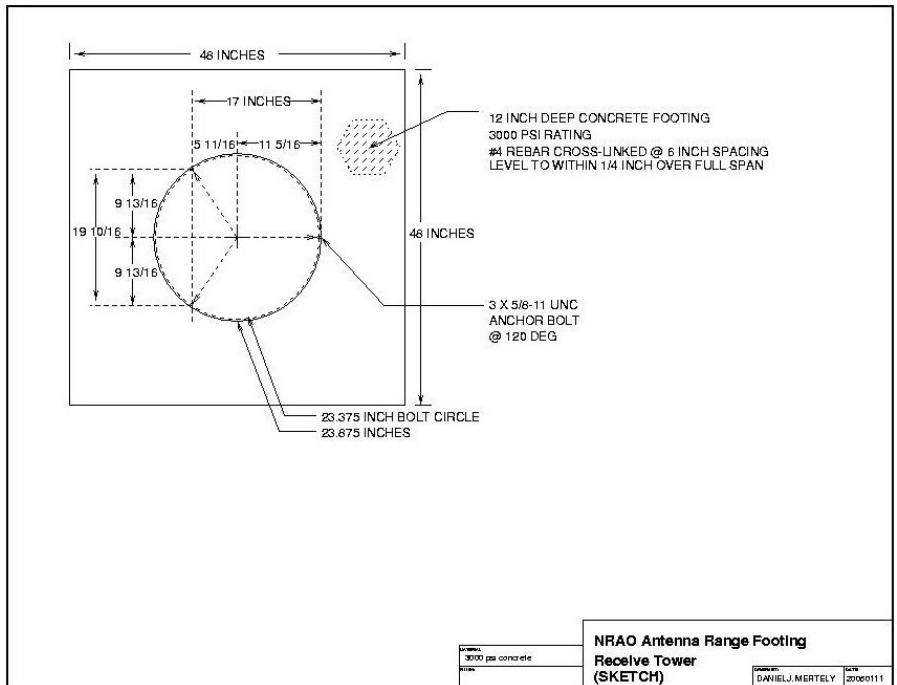 48 INCHES
17 INCHES
5 11/16
11 5/16
12 INCH DEEP CONCRETE FOOTING
3000 PSI RATING
#4 REBAR CROSS-LINKED @ 6 INCH SPACING
LEVEL TO WITHIN 1/4 INCH OVER FULL SPAN
9 13/16
19 10/16
48 INCHES
9 13/16
3 X 5/8-11 UNC
ANCHOR BOLT
@ 120 DEG
23.375 INCH BOLT CIRCLE
23.875 INCHES
NRAO Antenna Range Footing
MATERIAL
3000 psi concrete
Receive Tower
(SKETCH)
DANIEL J. MERTELY
DATE
20060111